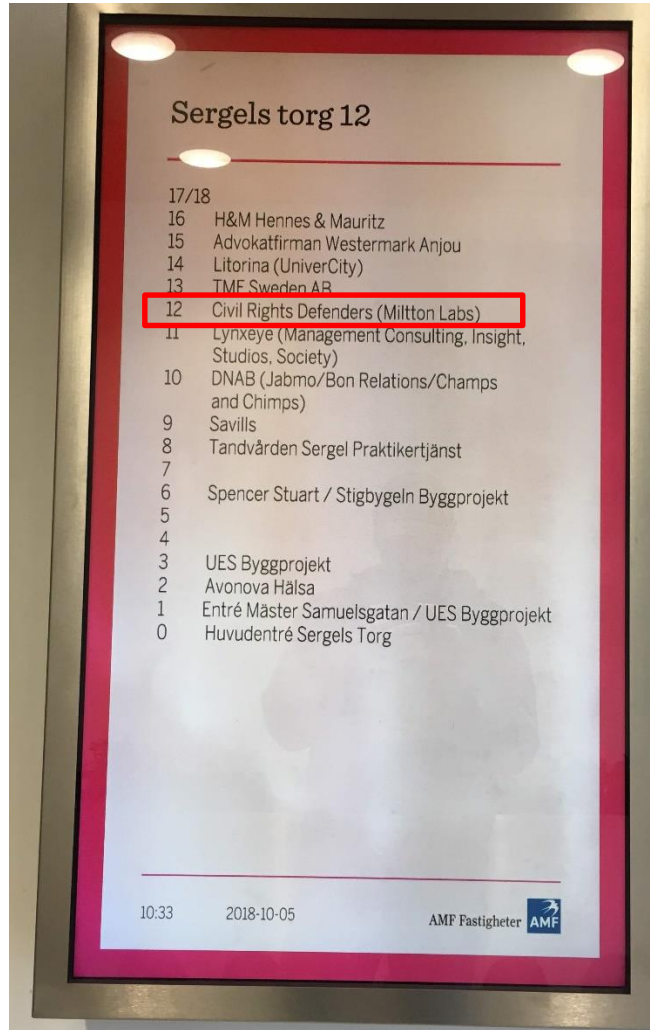 Sergels torg 12
17/18
16 H&M Hennes & Mauritz
15 Advokatfirman Westermark Anjou
14 Litorina (UniverCity)
13 TMF Sweden AB
12 Civil Rights Defenders (Miltton Labs)
11 Lynxeye (Management Consulting, Insight,
Studios, Society)
10 DNAB (Jabmo/Bon Relations/Champs
and Chimps)
9 Savills
8 Tandvården Sergel Praktikertjänst
7
6 Spencer Stuart / Stigbygeln Byggprojekt
5
4
3 UES Byggprojekt
2 Avonova Hälsa
1 Entré Mäster Samuelsgatan / UES Byggprojekt
0 Huvudentré Sergels Torg
10:33 2018-10-05 AMF Fastigheter AMF